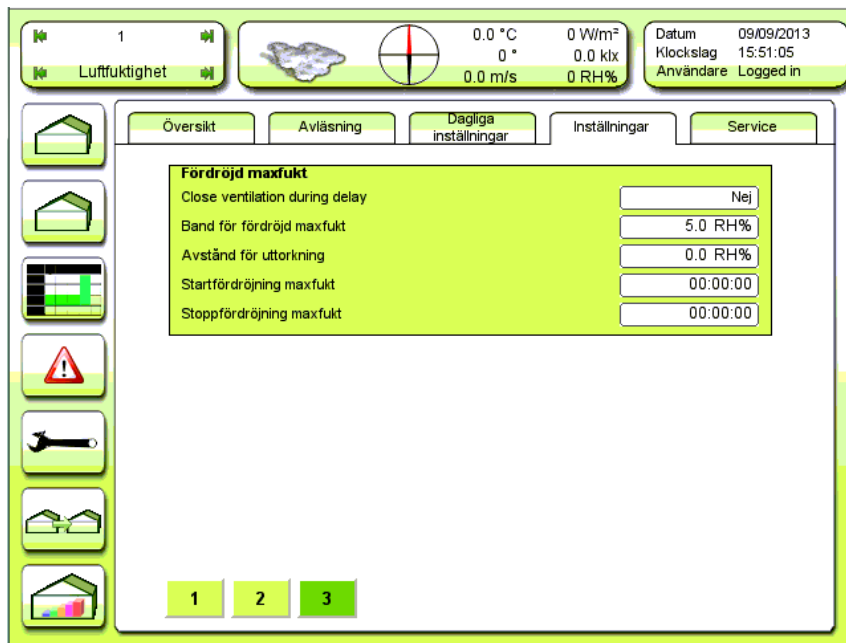 1
Luftfuktighet
0.0 °C 0 W/m²
0 ° 0.0 klx
0.0 m/s 0 RH%
Datum 09/09/2013
Klockslag 15:51:05
Användare Logged in
Översikt
Avläsning
Dagliga
inställningar
Inställningar
Service
Fördröjd maxfukt
Close ventilation during delay Nej
Band för fördröjd maxfukt 5.0 RH%
Avstånd för uttorkning 0.0 RH%
Startfördröjning maxfukt 00:00:00
Stoppfördröjning maxfukt 00:00:00
1 2 3